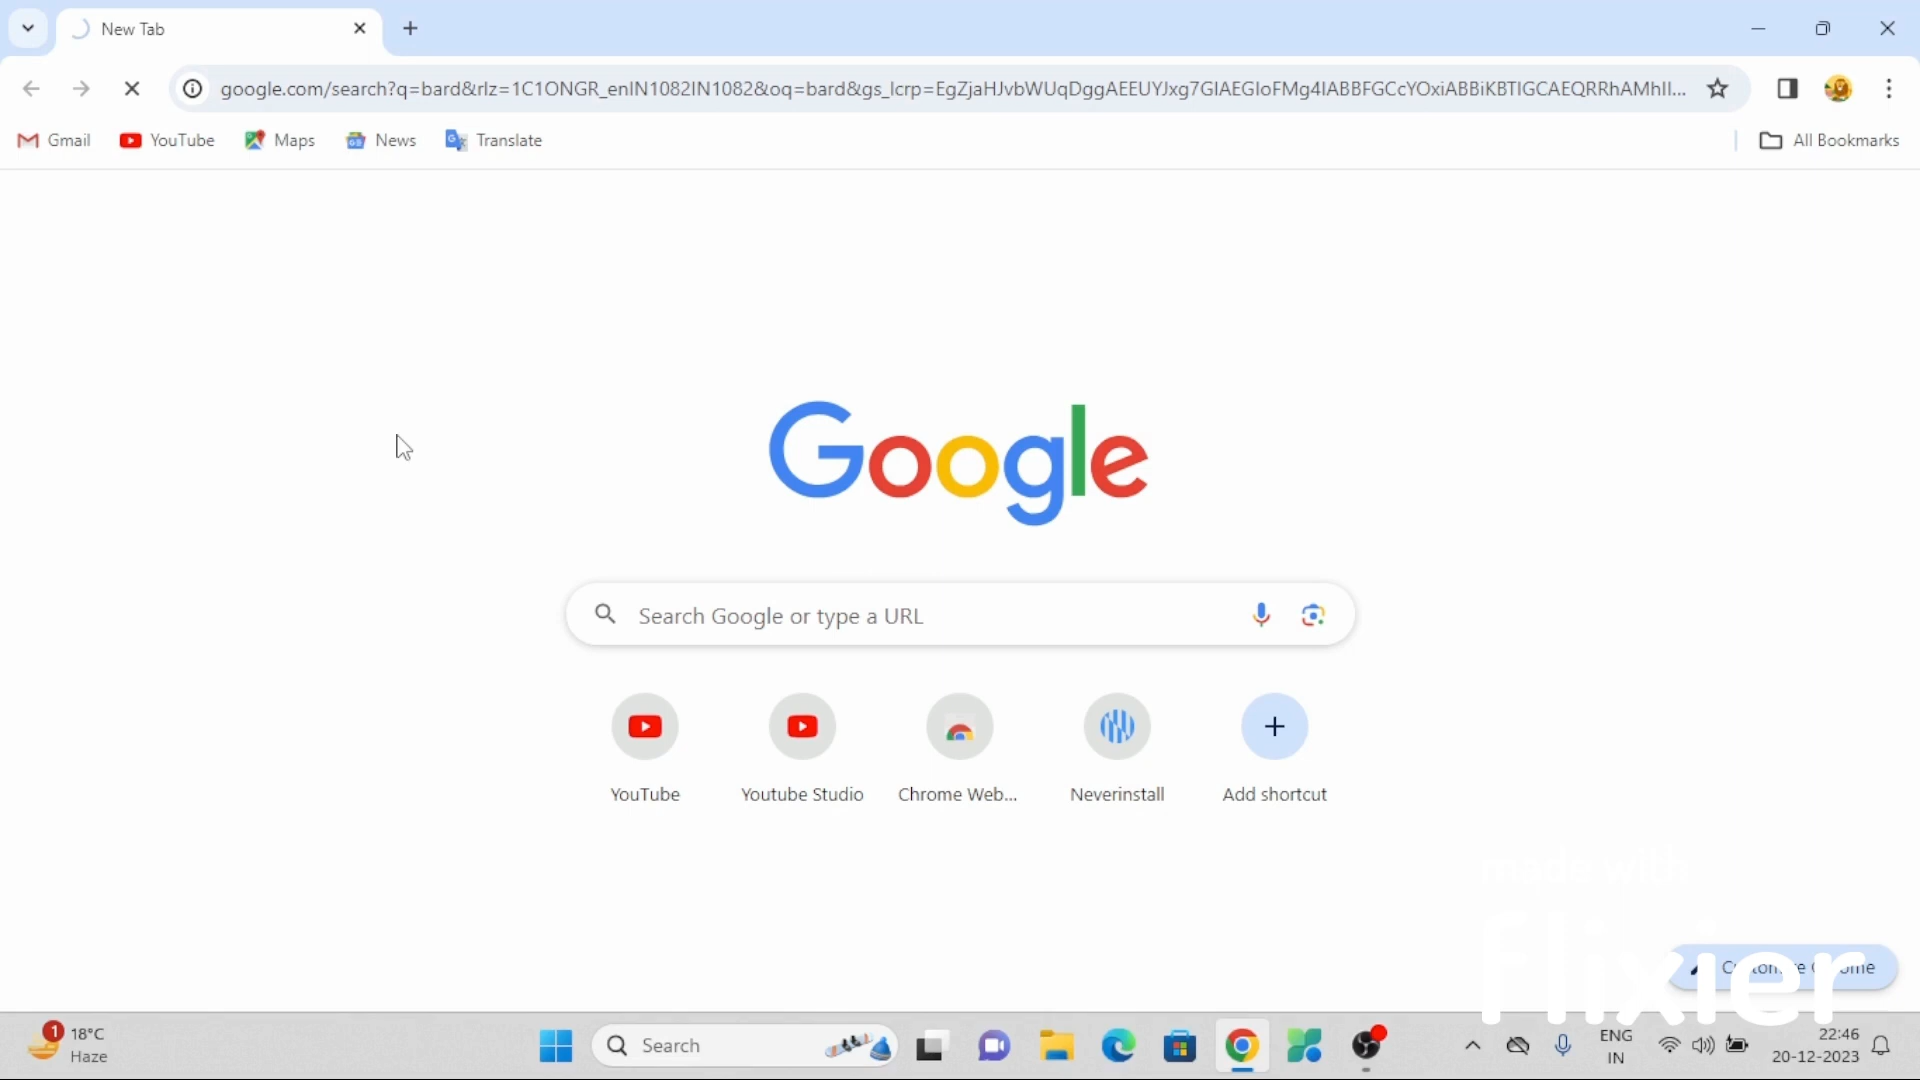 New Tab
google.com/search?q=bard&rlz=1C1ONGR_enIN1082IN1082&oq=bard&gs_lcrp=EgZjaHJvbWUqDggAEEUYJxg7GIAEGIoFMg4IABBFGCcYOxiABBiKBTIGCAEQRRhAMhII...
Gmail YouTube Maps News Translate All Bookmarks
Google
Search Google or type a URL
YouTube Youtube Studio Chrome Web... Neverinstall Add shortcut
made with
flixier
1 18°C
Haze
Search
ENG
IN
22:46
20-12-2023